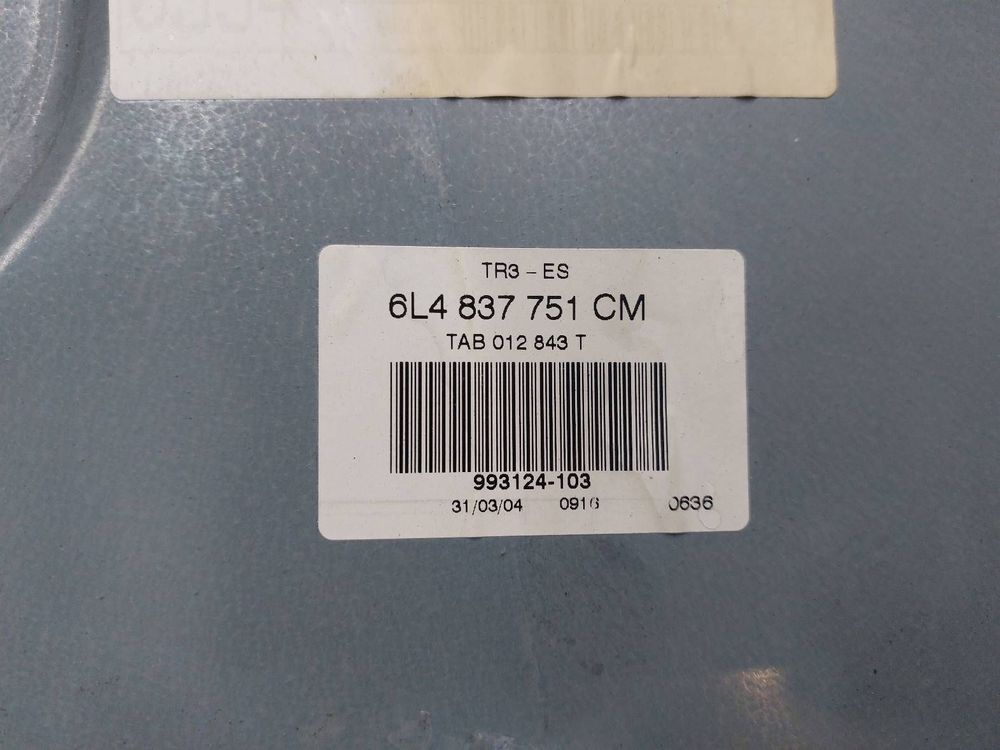 TR3 - ES
6L4 837 751 CM
TAB 012 843 T
993124-103
31/03/04 0916 0636